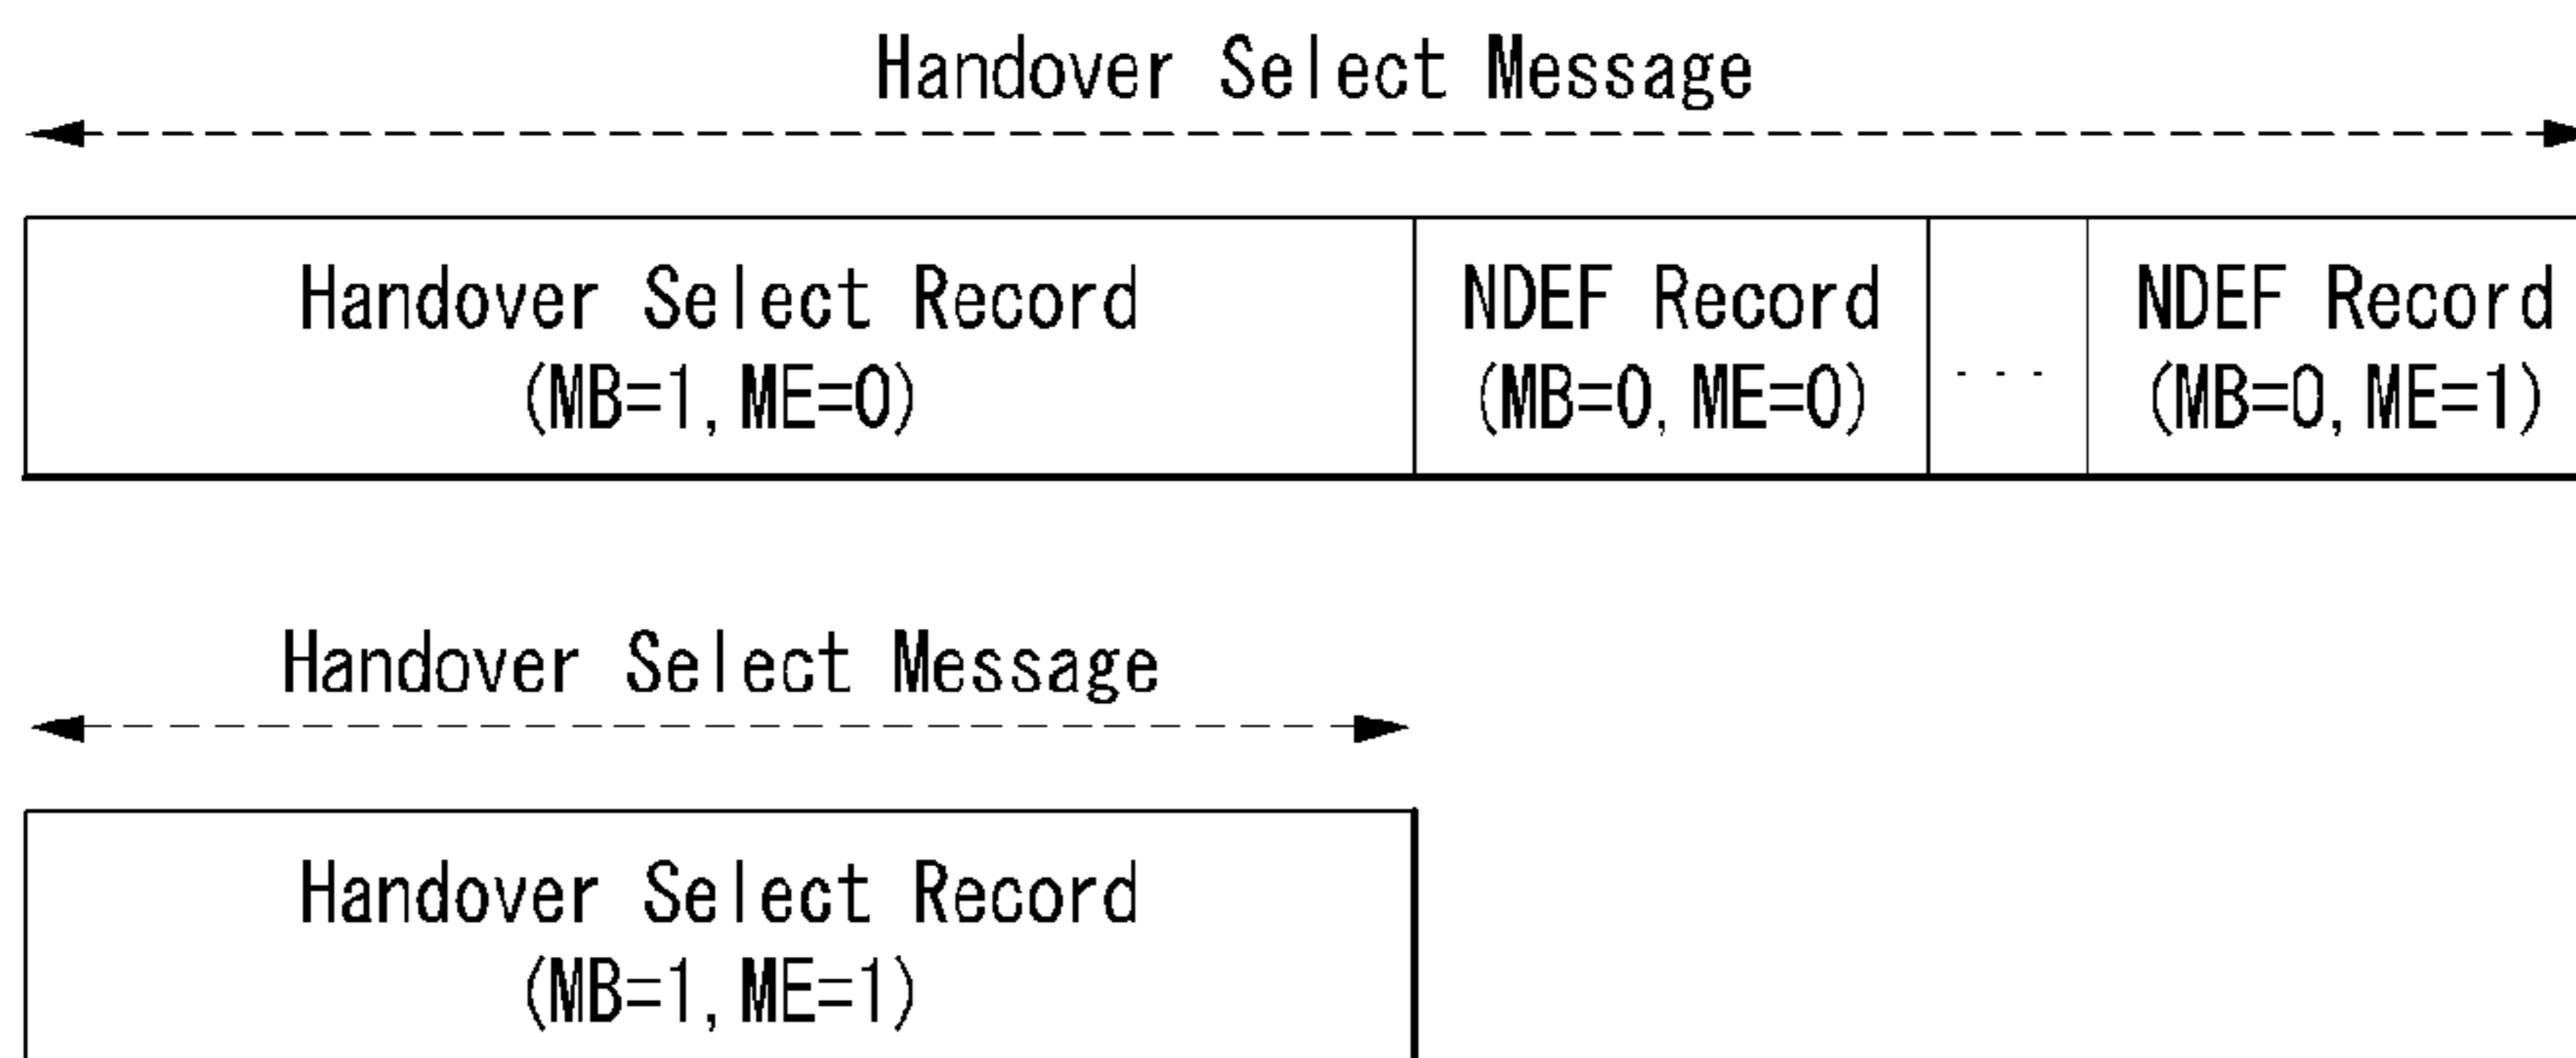 Handover Select Message
Handover Select Record NDEF Record NDEF Record
(MB=1, ME=0) (MB=0, ME=0) ... (MB=0, ME=1)
Handover Select Message
Handover Select Record
(MB=1, ME=1)